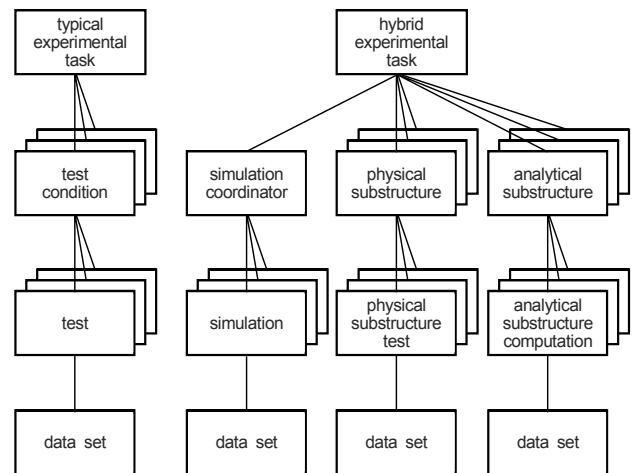 typical
experimental
task
hybrid
experimental
task
test
condition
simulation
coordinator
physical
substructure
analytical
substructure
test
simulation
physical
substructure
test
analytical
substructure
computation
data set
data set
data set
data set